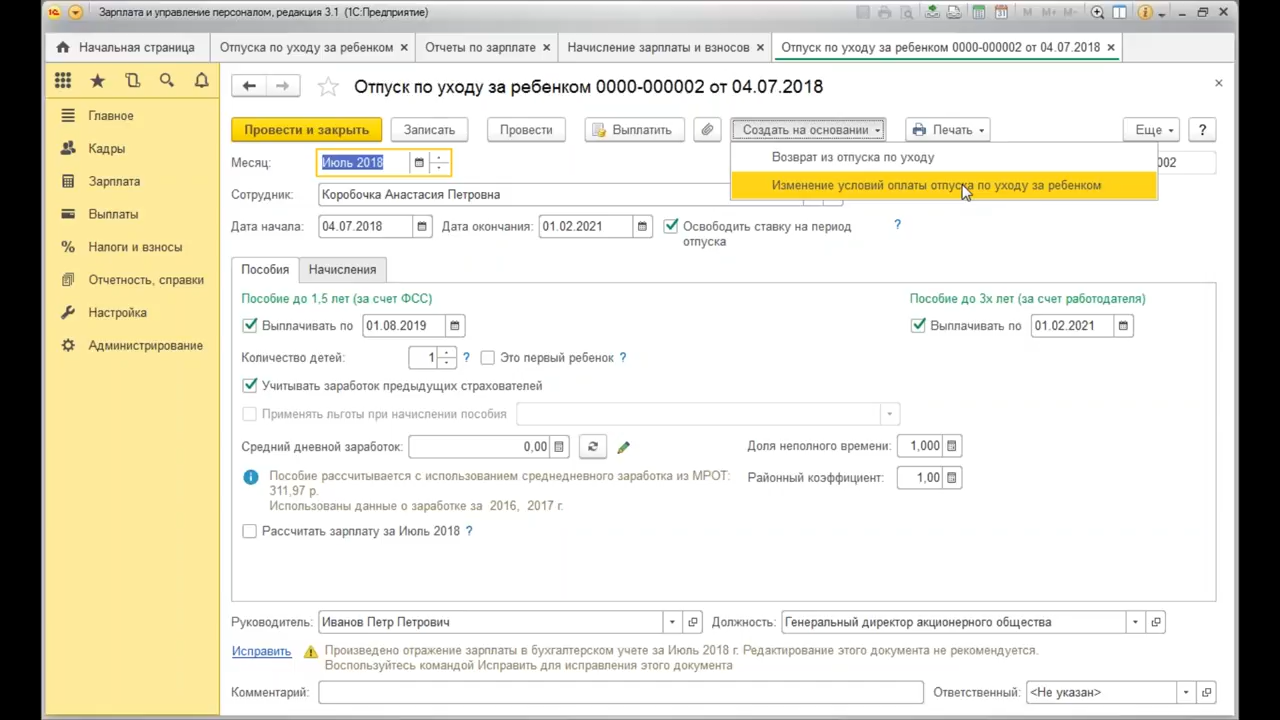 Зарплата и управление персоналом, редакция 3.1 (1С:Предприятие)
M M+ M-
Начальная страница
Отпуска по уходу за ребенком ×
Отчеты по зарплате ×
Начисление зарплаты и взносов ×
Отпуск по уходу за ребенком 0000-000002 от 04.07.2018 ×
Главное
Кадры
Зарплата
Выплаты
% Налоги и взносы
Отчетность, справки
Настройка
Администрирование
Отпуск по уходу за ребенком 0000-000002 от 04.07.2018
Провести и закрыть
Записать
Провести
Выплатить
Создать на основании
Печать
Еще
?
Возврат из отпуска по уходу
Изменение условий оплаты отпуска по уходу за ребенком
Месяц: Июль 2018
002
Сотрудник: Коробочка Анастасия Петровна
Дата начала: 04.07.2018 Дата окончания: 01.02.2021 Освободить ставку на период ?
отпуска
Пособия
Начисления
Пособие до 1,5 лет (за счет ФСС)
Пособие до 3х лет (за счет работодателя)
Выплачивать по 01.08.2019
Выплачивать по 01.02.2021
Количество детей: 1 ? Это первый ребенок ?
Учитывать заработок предыдущих страхователей
Применять льготы при начислении пособия
Средний дневной заработок: 0,00
Доля неполного времени: 1,000
Пособие рассчитывается с использованием среднедневного заработка из МРОТ:
311,97 р.
Использованы данные о заработке за 2016, 2017 г.
Районный коэффициент: 1,00
Рассчитать зарплату за Июль 2018 ?
Руководитель: Иванов Петр Петрович
Должность: Генеральный директор акционерного общества
Исправить
Произведено отражение зарплаты в бухгалтерском учете за Июль 2018 г. Редактирование этого документа не рекомендуется.
Воспользуйтесь командой Исправить для исправления этого документа
Комментарий:
Ответственный: <Не указан>